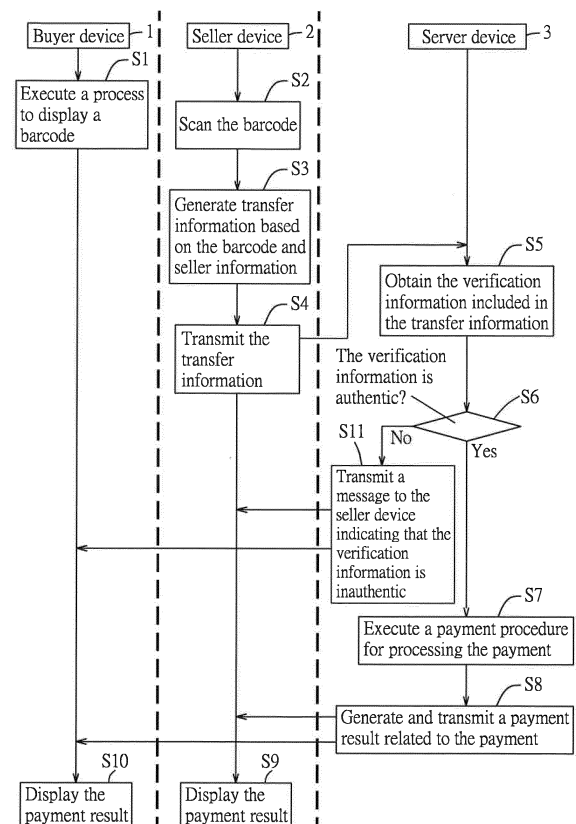 Buyer device 1
Seller device 2
Server device 3
S1
Execute a process
to display a
barcode
S2
Scan the barcode
S3
Generate transfer
information based
on the barcode and
seller information
S4
Transmit the
transfer
information
S5
Obtain the verification
information included in
the transfer information
The verification
information is
authentic?
S6
No
Yes
S11
Transmit a
message to the
seller device
indicating that the
verification
information is
inauthentic
S7
Execute a payment procedure
for processing the payment
S8
Generate and transmit a payment
result related to the payment
S10
Display the
payment result
S9
Display the
payment result